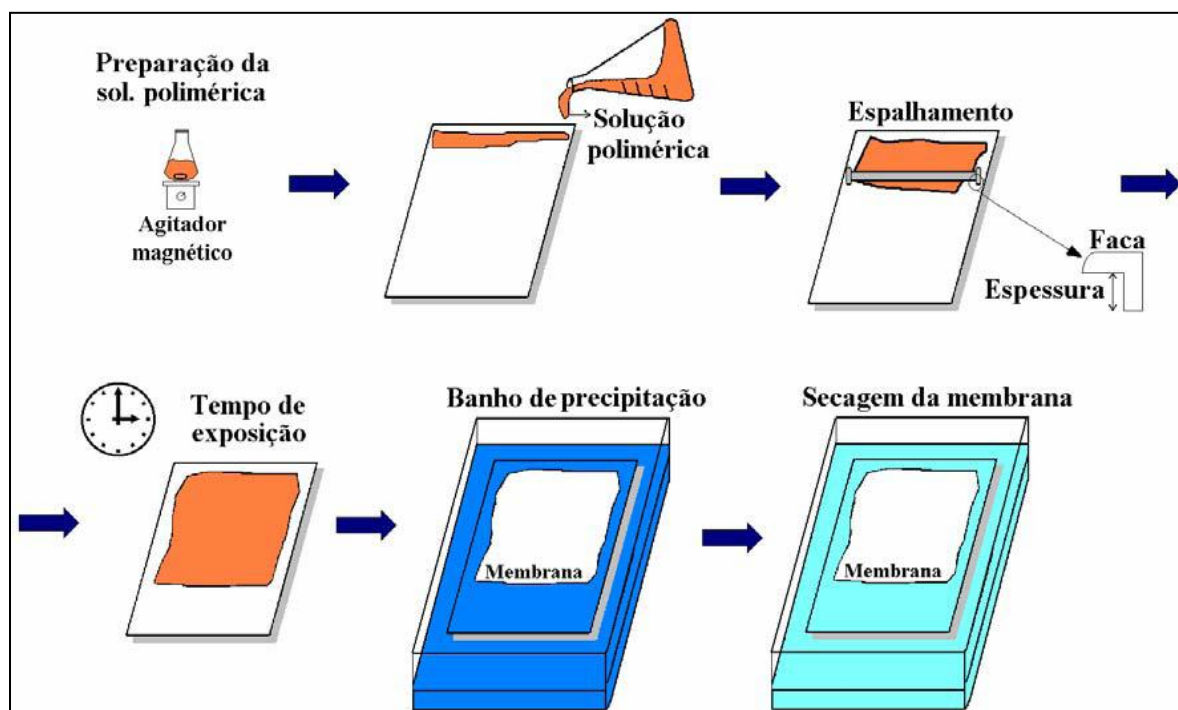 Preparação da
sol. polimérica
Agitador
magnético
Solução
polimérica
Espalhamento
Faca
Espessura
Tempo de
exposição
Banho de precipitação
Membrana
Secagem da membrana
Membrana